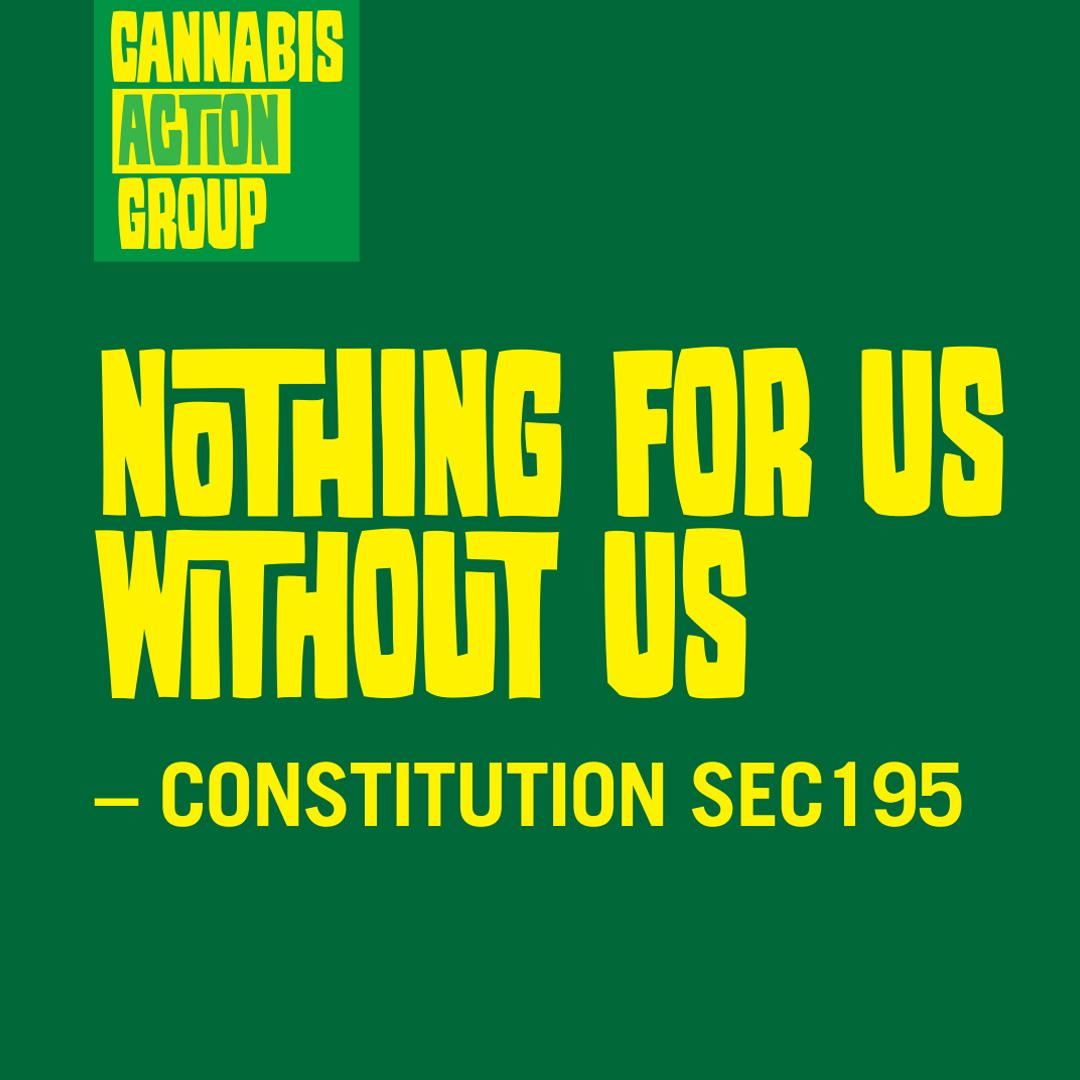 CANNABIS
ACTION
GROUP
NOTHING FOR US
WITHOUT US
– CONSTITUTION SEC195